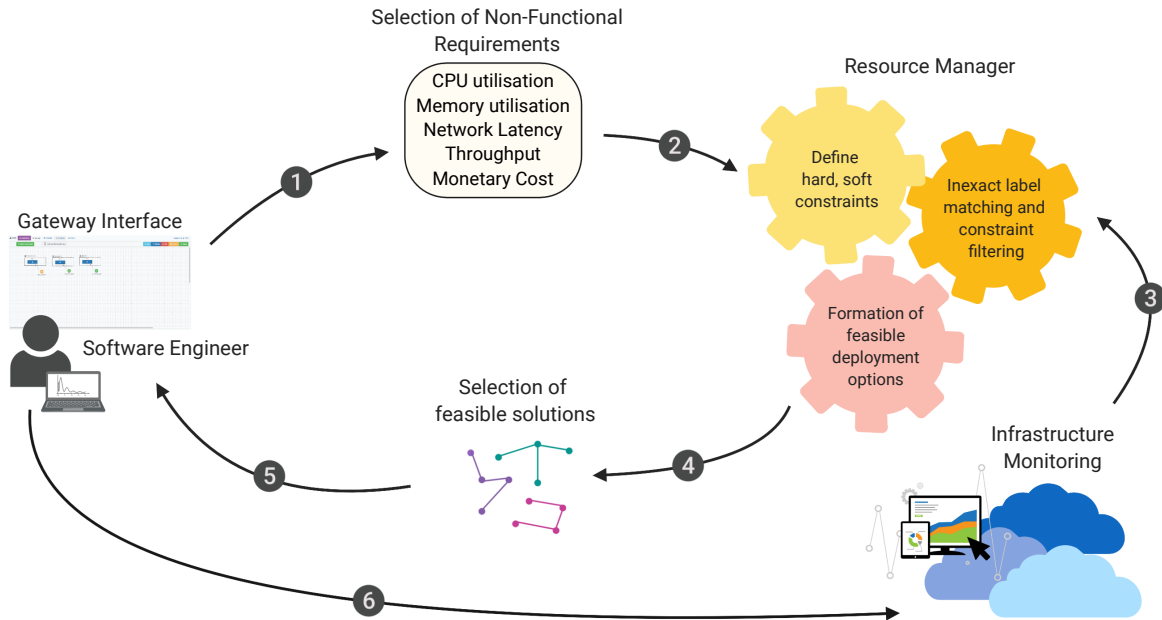 Selection of Non-Functional
Requirements
CPU utilisation
Memory utilisation
Network Latency
Throughput
Monetary Cost
Resource Manager
Define
hard, soft
constraints
Inexact label
matching and
constraint
filtering
Formation of
feasible
deployment
options
1
2
3
Gateway Interface
Software Engineer
Selection of
feasible solutions
4
5
Infrastructure
Monitoring
6